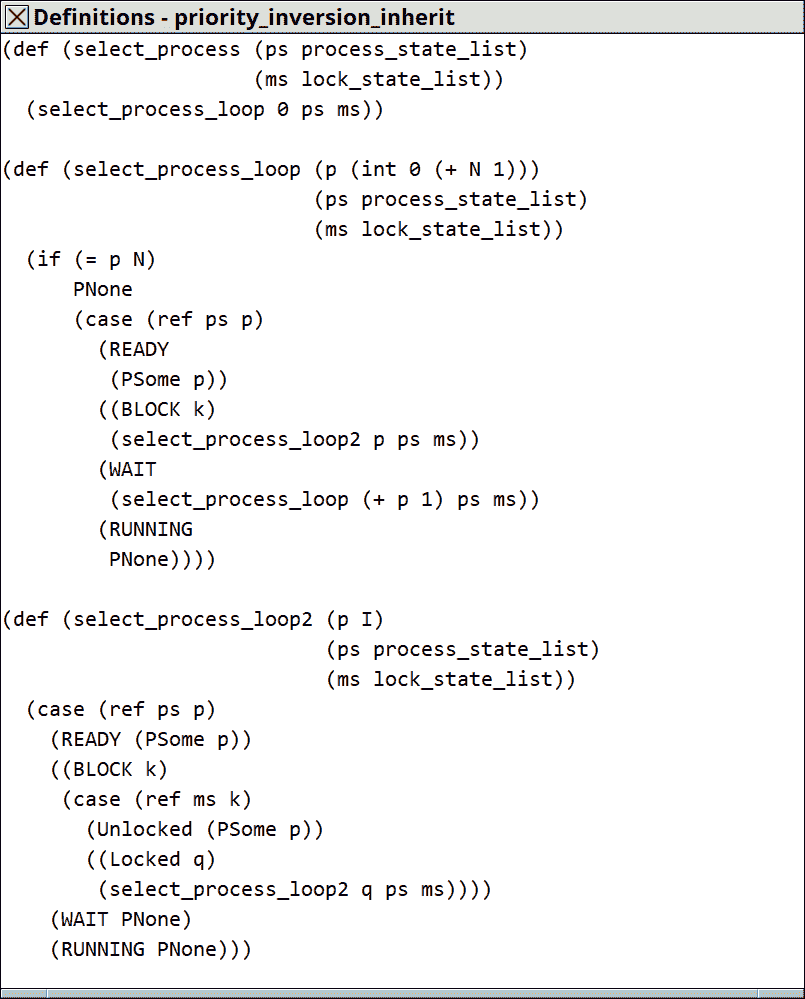 Definitions - priority_inversion_inherit
(def (select_process (ps process_state_list)
                     (ms lock_state_list))
  (select_process_loop 0 ps ms))

(def (select_process_loop (p (int 0 (+ N 1)))
                          (ps process_state_list)
                          (ms lock_state_list))
  (if (= p N)
      PNone
      (case (ref ps p)
        (READY
         (PSome p))
        ((BLOCK k)
         (select_process_loop2 p ps ms))
        (WAIT
         (select_process_loop (+ p 1) ps ms))
        (RUNNING
         PNone))))

(def (select_process_loop2 (p I)
                           (ps process_state_list)
                           (ms lock_state_list))
  (case (ref ps p)
    (READY (PSome p))
    ((BLOCK k)
     (case (ref ms k)
       (Unlocked (PSome p))
       ((Locked q)
        (select_process_loop2 q ps ms))))
    (WAIT PNone)
    (RUNNING PNone)))